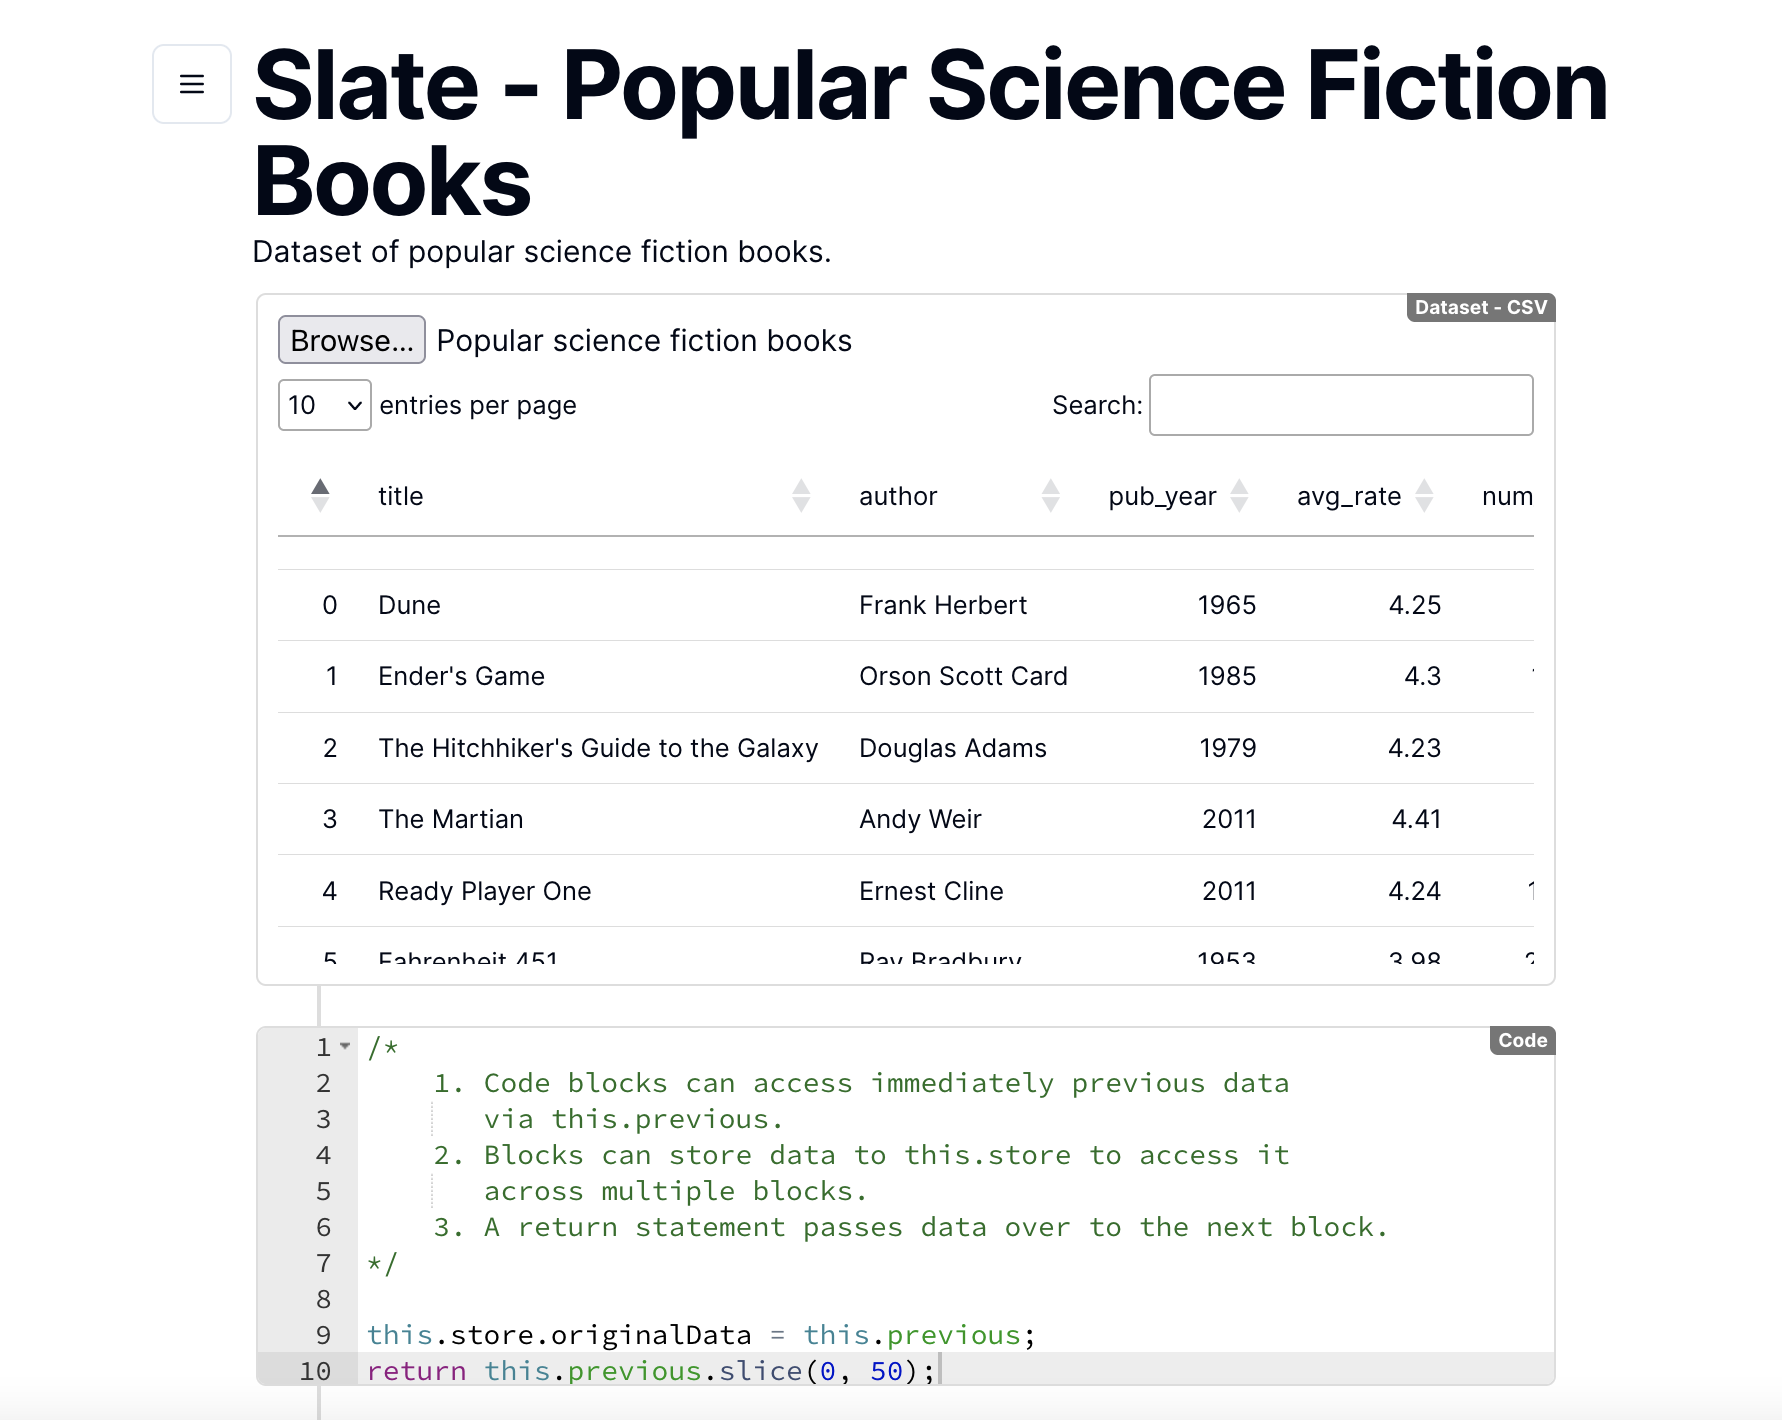 Slate - Popular Science Fiction
Books
Dataset of popular science fiction books.
Dataset - CSV
Browse... Popular science fiction books
10 entries per page Search:
title author pub_year avg_rate num
0 Dune Frank Herbert 1965 4.25
1 Ender's Game Orson Scott Card 1985 4.3
2 The Hitchhiker's Guide to the Galaxy Douglas Adams 1979 4.23
3 The Martian Andy Weir 2011 4.41
4 Ready Player One Ernest Cline 2011 4.24 1
5 Fahrenheit 451 Ray Bradbury 1953 3.98 2
Code
1 /*
2 1. Code blocks can access immediately previous data
3 via this.previous.
4 2. Blocks can store data to this.store to access it
5 across multiple blocks.
6 3. A return statement passes data over to the next block.
7 */
8
9 this.store.originalData = this.previous;
10 return this.previous.slice(0, 50);